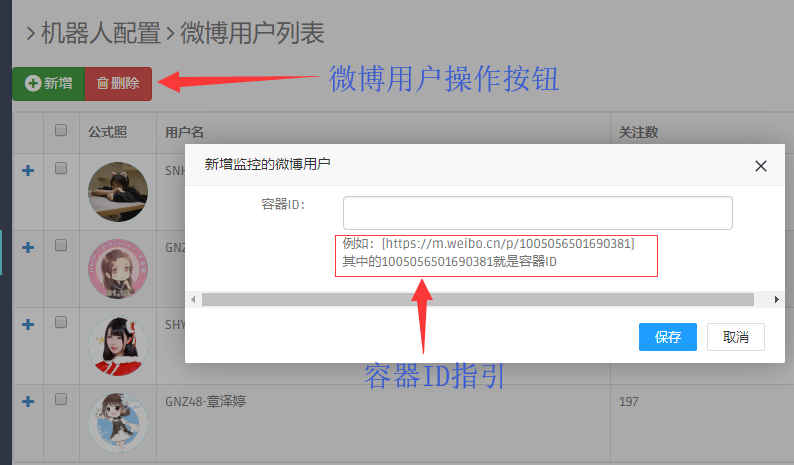 机器人配置 微博用户列表
新增 删除
微博用户操作按钮
公式照 用户名 关注数
新增监控的微博用户
容器ID:
例如：[https://m.weibo.cn/p/1005056501690381]
其中的1005056501690381就是容器ID
保存 取消
容器ID指引
SNH
GNZ
SHY
GNZ48-章泽婷 197